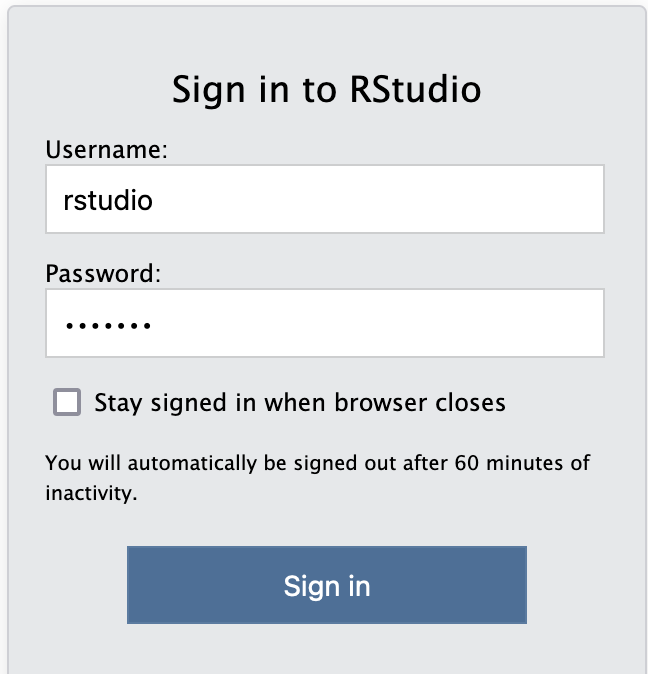 Sign in to RStudio
Username:
rstudio
Password:
•••••••
Stay signed in when browser closes
You will automatically be signed out after 60 minutes of
inactivity.
Sign in